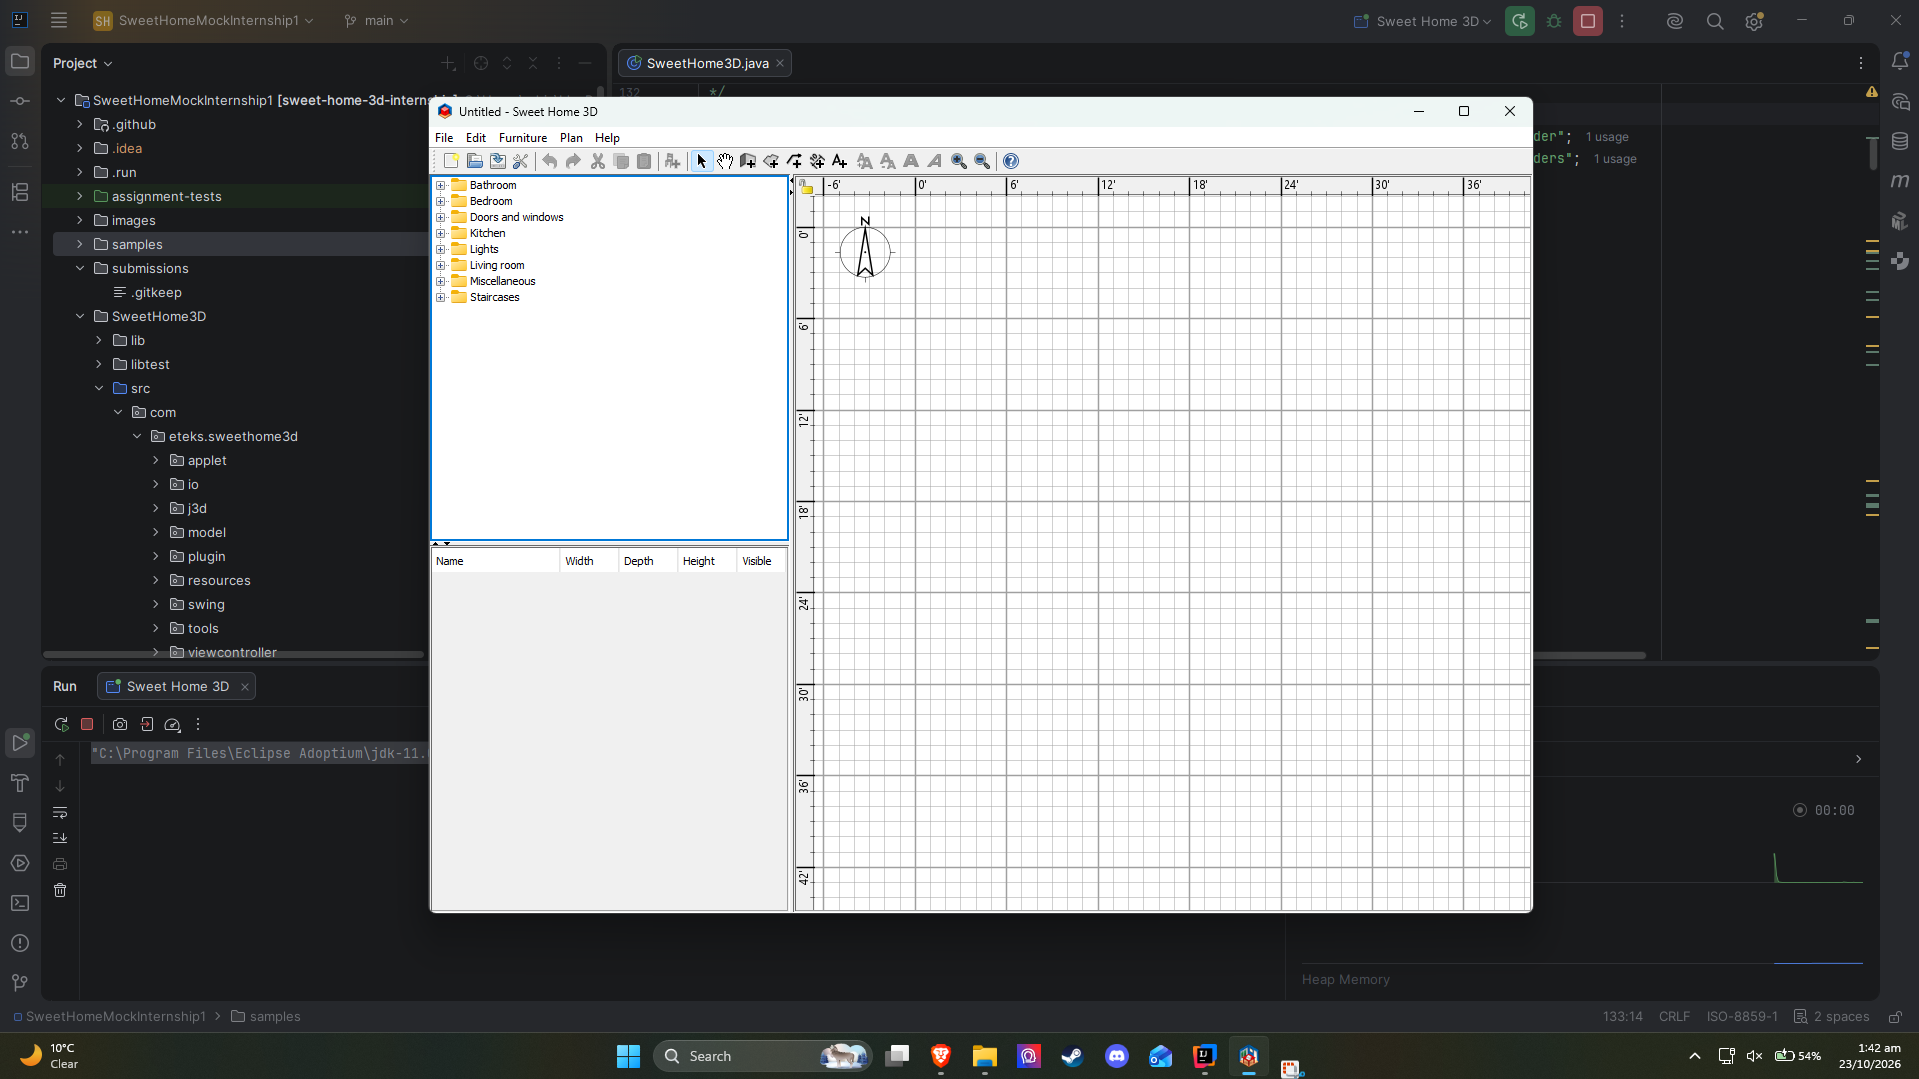 SH SweetHomeMockInternship1 main Sweet Home 3D
Project
SweetHome3D.java
SweetHomeMockInternship1 [sweet-home-3d-interns
.github
.idea
.run
assignment-tests
images
samples
submissions
.gitkeep
SweetHome3D
lib
libtest
src
com
eteks.sweethome3d
applet
io
j3d
model
plugin
resources
swing
tools
viewcontroller
132 */
der"; 1 usage
ders"; 1 usage
Untitled - Sweet Home 3D
File Edit Furniture Plan Help
Bathroom
Bedroom
Doors and windows
Kitchen
Lights
Living room
Miscellaneous
Staircases
Name Width Depth Height Visible
-6' 0' 6' 12' 18' 24' 30' 36'
N
0'
6'
12'
18'
24'
30'
36'
42'
Run Sweet Home 3D
"C:\Program Files\Eclipse Adoptium\jdk-11.
00:00
Heap Memory
SweetHomeMockInternship1 > samples
133:14 CRLF ISO-8859-1 2 spaces
10°C
Clear
Search
54%
1:42 am
23/10/2026